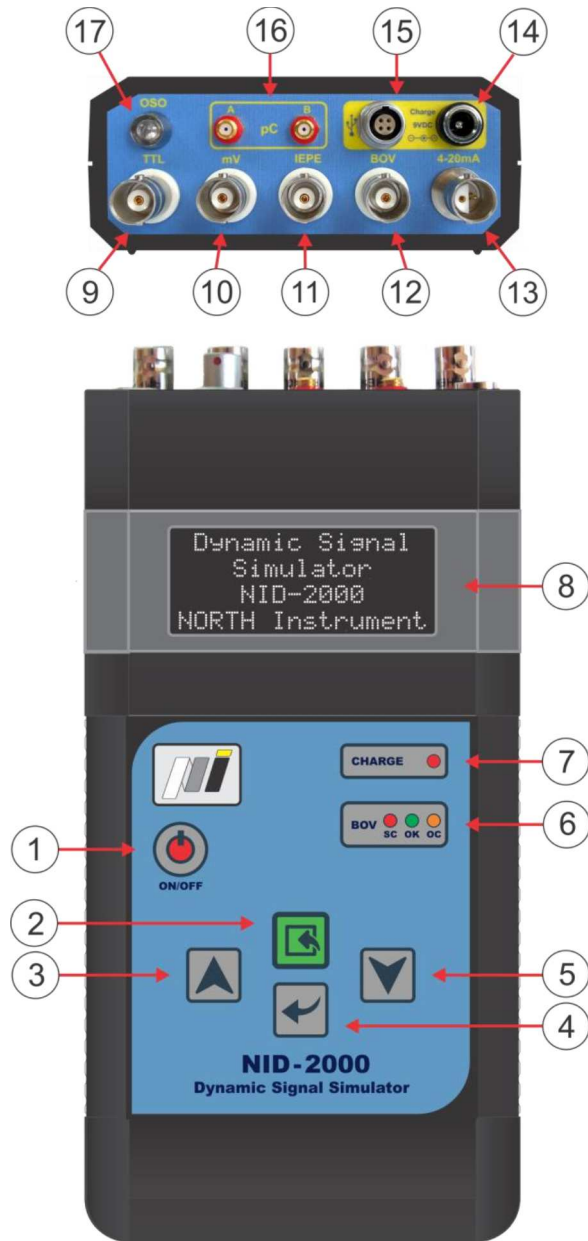 17
16
15
14
OSO
A
B
pC
Charge
9VDC
TTL
mV
IEPE
BOV
4-20mA
9
10
11
12
13
Dynamic Signal
Simulator
NID-2000
NORTH Instrument
8
CHARGE
7
BOV
SC OK OC
6
1
ON/OFF
2
3
5
4
NID-2000
Dynamic Signal Simulator